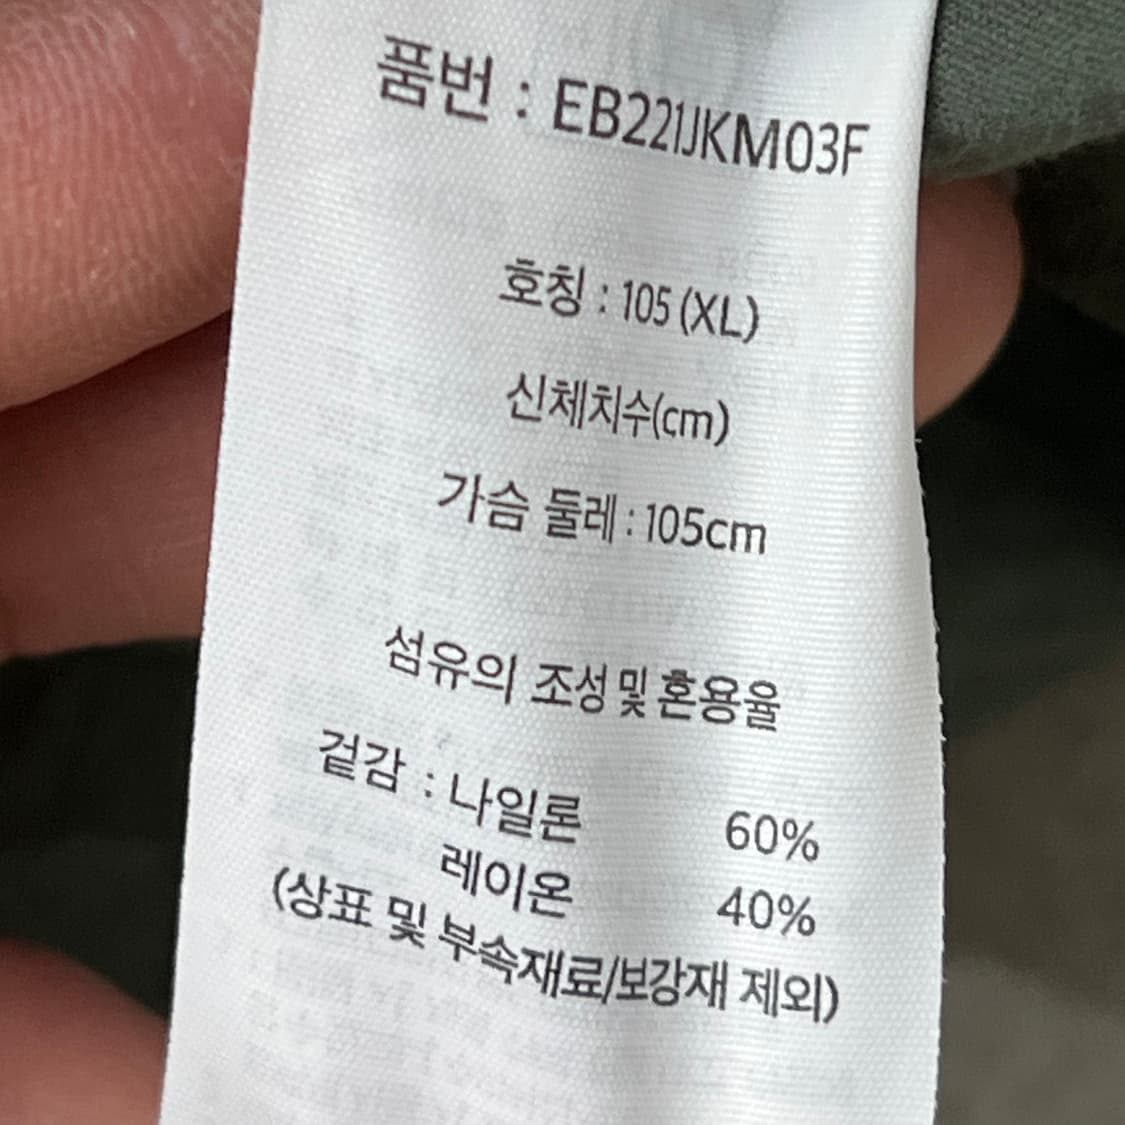 품번 : EB221JKM03F
호칭 : 105 (XL)
신체치수(cm)
가슴 둘레 : 105cm
섬유의 조성 및 혼용율
겉감 : 나일론 60%
레이온 40%
(상표 및 부속재료/보강재 제외)